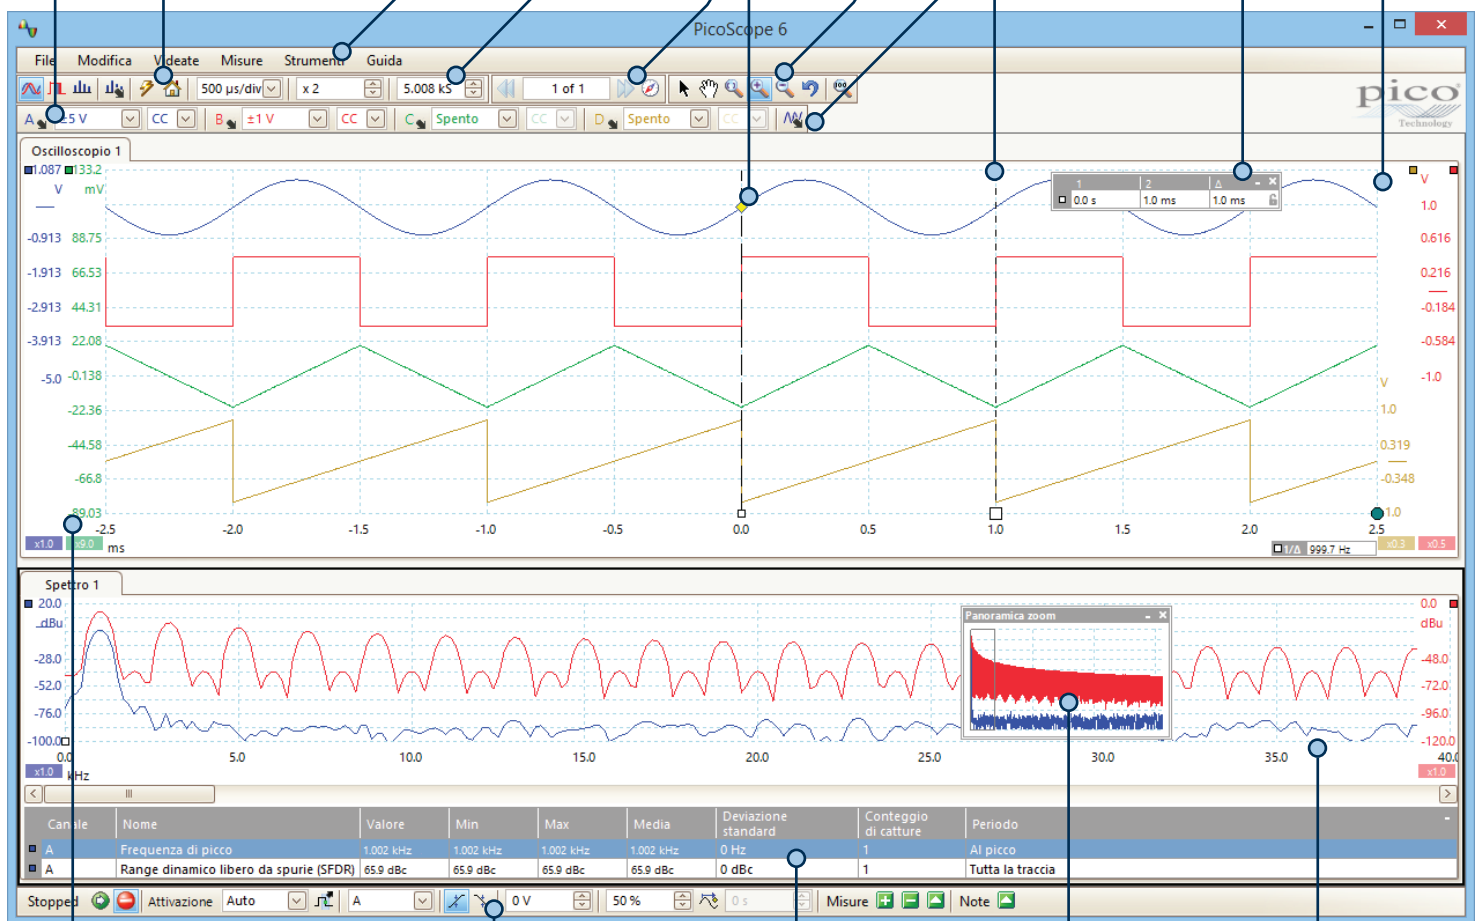 PicoScope 6
File Modifica Videate Misure Strumenti Guida
500 µs/div x 2 5.008 kS 1 of 1
A ±5 V CC B ±1 V CC C Spento CC D Spento CC
pico
Technology
Oscilloscopio 1
1.087 133.2 V
V mV
1 2 Δ
0.0 s 1.0 ms 1.0 ms
1.0
-0.913 88.75 0.616
-1.913 66.53 0.216
-2.913 44.31 -0.184
-3.913 22.08 -0.584
-5.0 -0.138 -1.0
V
-22.36 1.0
-44.58 0.319
-66.8 -0.348
89.03 1.0
-2.5 -2.0 -1.5 -1.0 -0.5 0.0 0.5 1.0 1.5 2.0 2.5
x1.0 x9.0 ms 1/Δ 999.7 Hz x0.3 x0.5
Spettro 1
20.0 0.0
dBu dBu
Panoramica zoom
-28.0 -48.0
-52.0 -72.0
-76.0 -96.0
-100.0 -120.0
0.0 5.0 10.0 15.0 20.0 25.0 30.0 35.0 40.0
x1.0 kHz x1.0
Canale Nome Valore Min Max Media Deviazione standard Conteggio di catture Periodo
A Frequenza di picco 1.002 kHz 1.002 kHz 1.002 kHz 1.002 kHz 0 Hz 1 Al picco
A Range dinamico libero da spurie (SFDR) 65.9 dBc 65.9 dBc 65.9 dBc 65.9 dBc 0 dBc 1 Tutta la traccia
Stopped Attivazione Auto A 0 V 50 % 0 s Misure Note